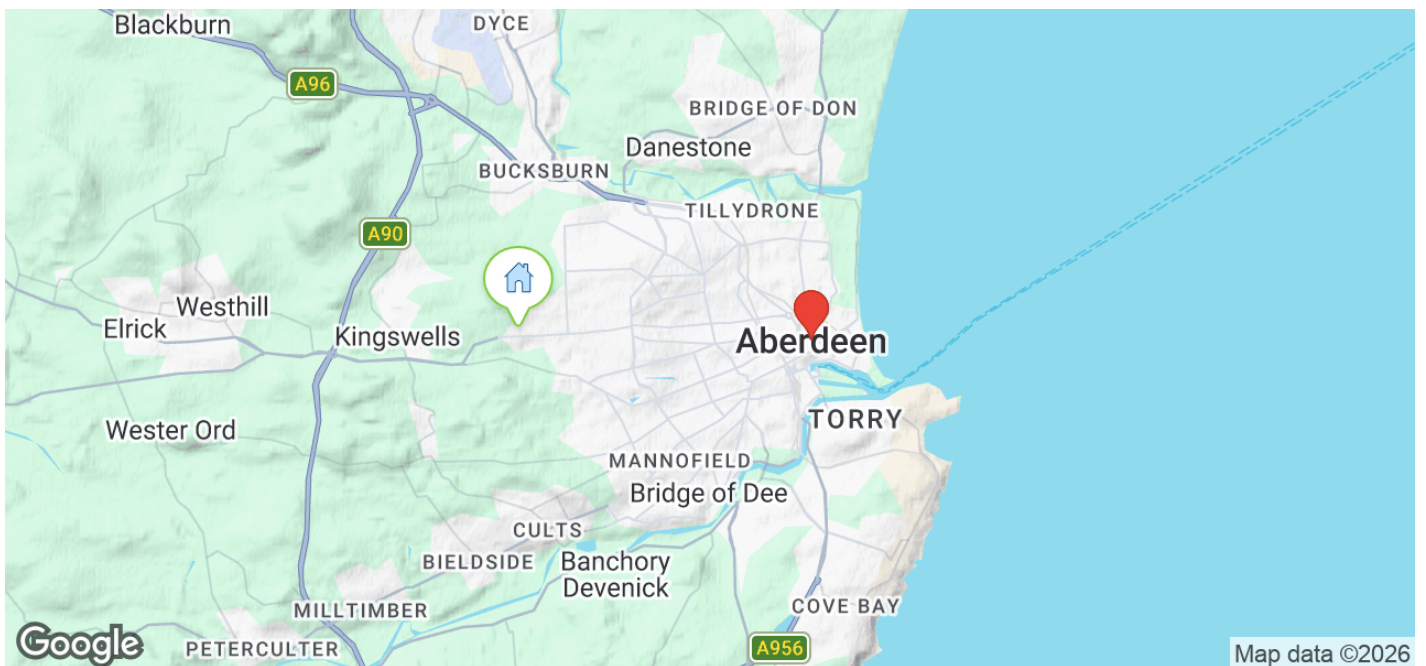 DYCE
Blackburn
A96
BRIDGE OF DON
Danestone
BUCKSBURN
TILLYDRONE
A90
Westhill
Elrick
Kingswells
Aberdeen
TORRY
Wester Ord
MANNOFIELD
Bridge of Dee
CULTS
BIELDSIDE
Banchory
Devenick
MILLTIMBER
COVE BAY
PETERCULTER
A956
Google
Map data ©2026